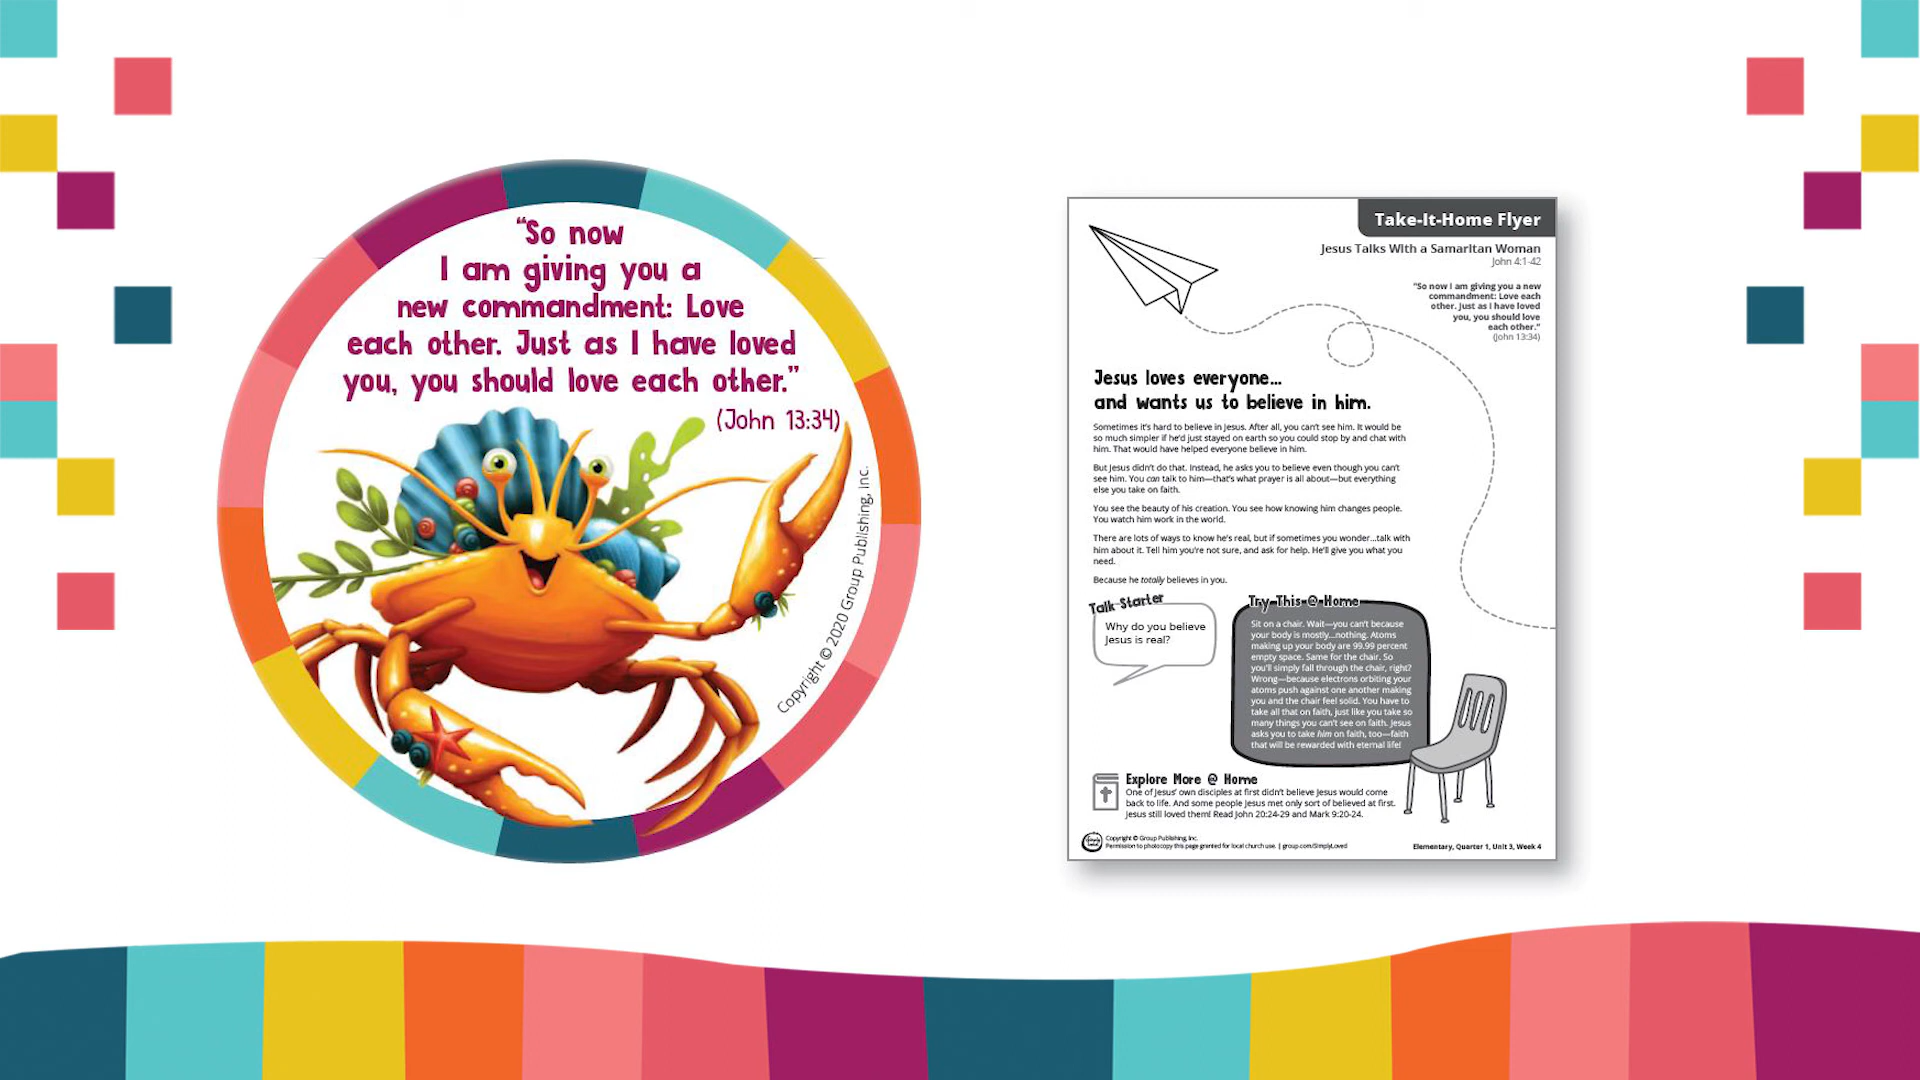 “So now
I am giving you a
new commandment: Love
each other. Just as I have loved
you, you should love each other.”
(John 13:34)
Copyright © 2020 Group Publishing, Inc.
Take-It-Home Flyer
Jesus Talks With a Samaritan Woman
John 4:1-42
“So now I am giving you a new
commandment: Love each
other. Just as I have loved
you, you should love
each other.”
(John 13:34)
Jesus loves everyone...
and wants us to believe in him.
Sometimes it’s hard to believe in Jesus. After all, you can’t see him. It would be
so much simpler if he’d just stayed on earth so you could stop by and chat with
him. That would have helped everyone believe in him.
But Jesus didn’t do that. Instead, he asks you to believe even though you can’t
see him. You can talk to him—that’s what prayer is all about—but everything
else you take on faith.
You see the beauty of his creation. You see how knowing him changes people.
You watch him work in the world.
There are lots of ways to know he’s real, but if sometimes you wonder...talk with
him about it. Tell him you’re not sure, and ask for help. He’ll give you what you
need.
Because he totally believes in you.
Talk Starter
Why do you believe
Jesus is real?
Try This @ Home
Sit on a chair. Wait—you can’t because
your body is mostly...nothing. Atoms
making up your body are 99.99 percent
empty space. Same for the chair. So
you’ll simply fall through the chair, right?
Wrong—because electrons orbiting your
atoms push against one another making
you and the chair feel solid. You have to
take all that on faith, just like you take so
many things you can’t see on faith. Jesus
asks you to take him on faith, too—faith
that will be rewarded with eternal life!
Explore More @ Home
One of Jesus’ own disciples at first didn’t believe Jesus would come
back to life. And some people Jesus met only sort of believed at first.
Jesus still loved them! Read John 20:24-29 and Mark 9:20-24.
Copyright © Group Publishing, Inc.
Permission to photocopy this page granted for local church use. | group.com/SimplyLoved
Elementary, Quarter 1, Unit 3, Week 4